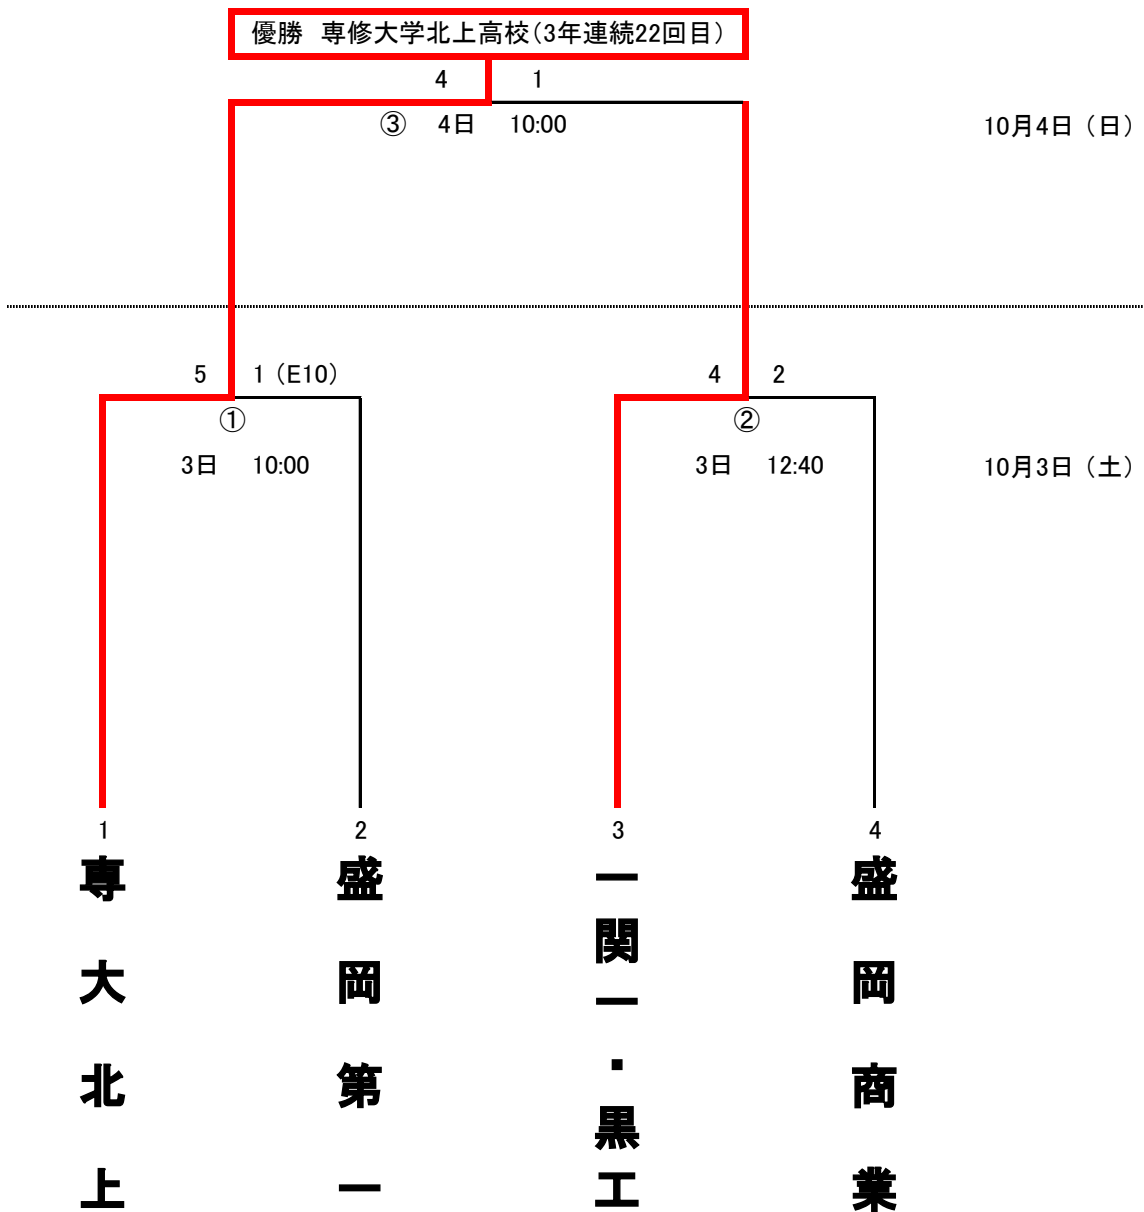 優勝　専修大学北上高校（3年連続22回目）
4 1
③ 4日 10:00 10月4日（日）
5 1（E10） 4 2
① ②
3日 10:00 3日 12:40 10月3日（土）
1 2 3 4
専大北上
盛岡第一
一関一・黒工
盛岡商業